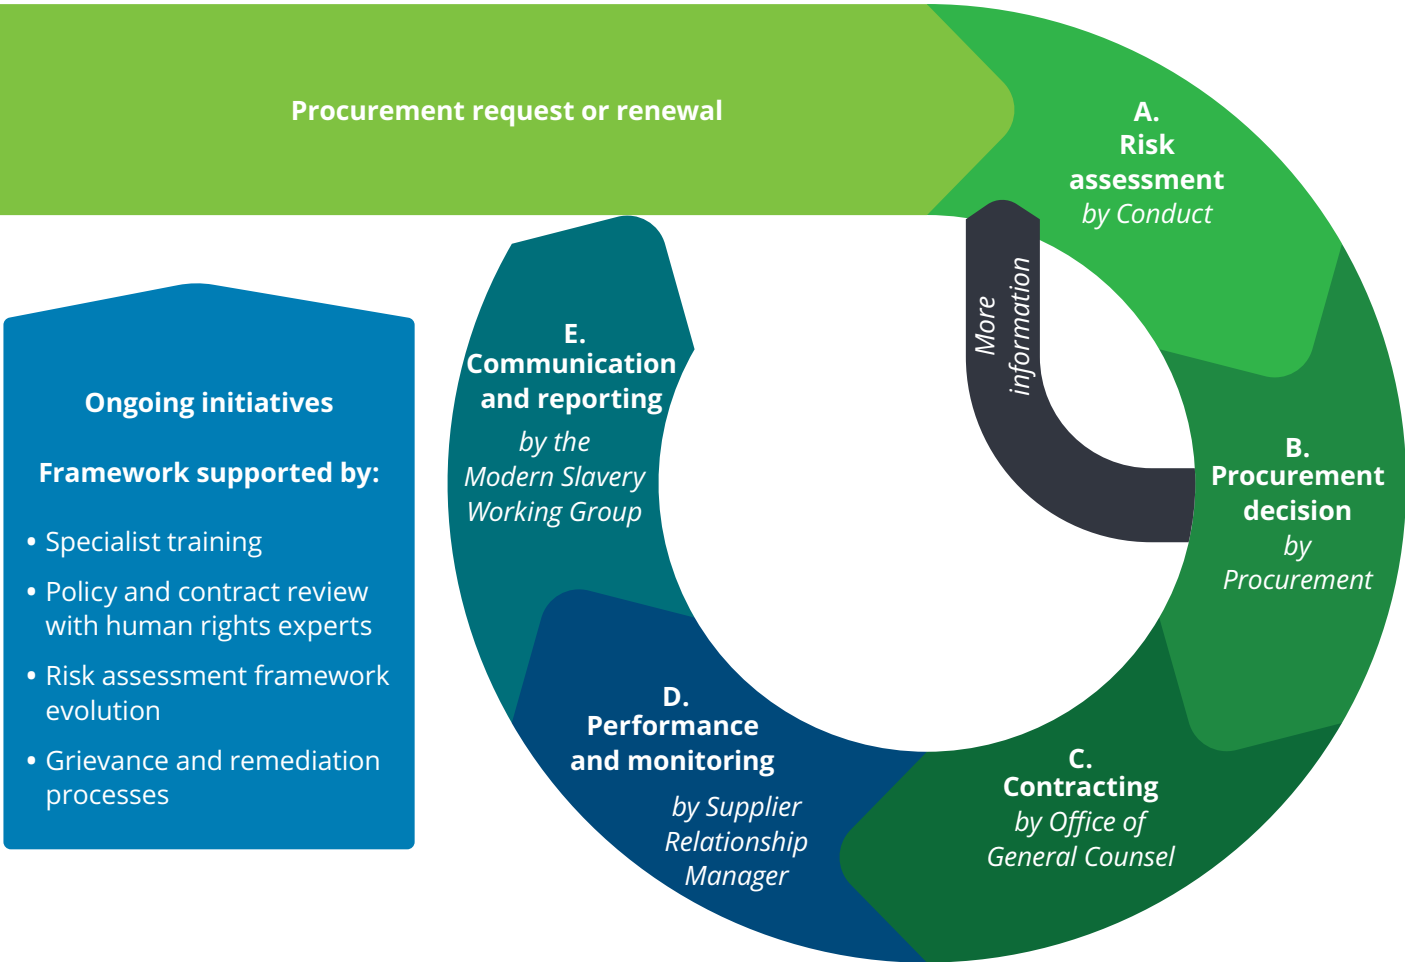 Procurement request or renewal
A.
Risk
assessment
by Conduct
More
information
B.
Procurement
decision
by
Procurement
C.
Contracting
by Office of
General Counsel
D.
Performance
and monitoring
by Supplier
Relationship
Manager
E.
Communication
and reporting
by the
Modern Slavery
Working Group
Ongoing initiatives
Framework supported by:
• Specialist training
• Policy and contract review
with human rights experts
• Risk assessment framework
evolution
• Grievance and remediation
processes